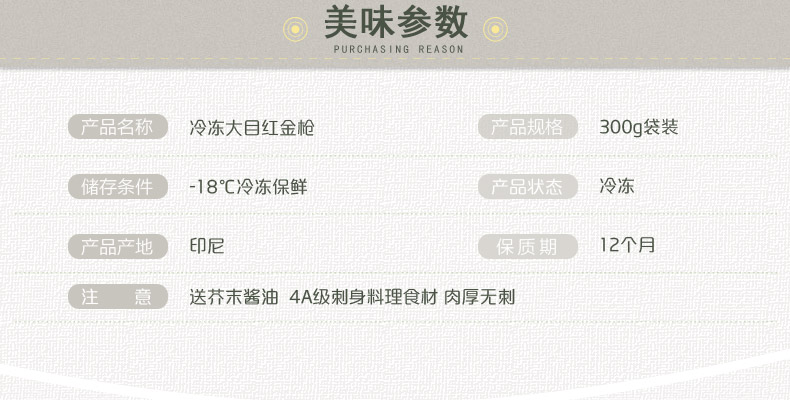 美味参数
PURCHASING REASON
产品名称 冷冻大目红金枪 产品规格 300g袋装
储存条件 -18℃冷冻保鲜 产品状态 冷冻
产品产地 印尼 保质期 12个月
注 意 送芥末酱油 4A级刺身料理食材 肉厚无刺